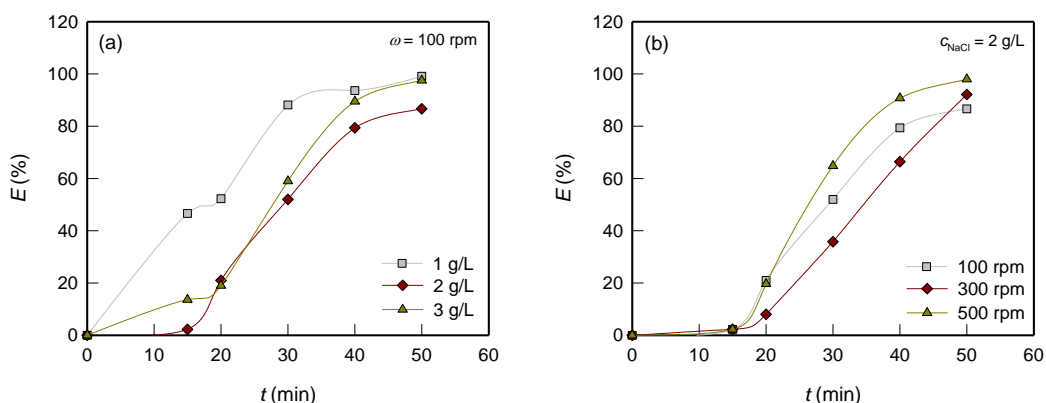 (a)
ω = 100 rpm
120
100
80
60
40
20
0
E (%)
1 g/L
2 g/L
3 g/L
0 10 20 30 40 50 60
t (min)
(b)
c_NaCl = 2 g/L
120
100
80
60
40
20
0
E (%)
100 rpm
300 rpm
500 rpm
0 10 20 30 40 50 60
t (min)